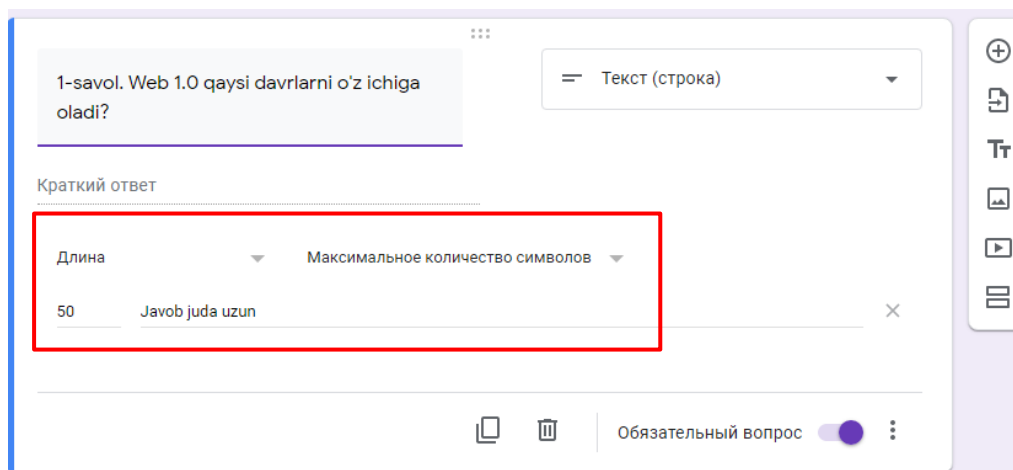 1-savol. Web 1.0 qaysi davrlarni o'z ichiga
oladi?
Текст (строка)
Краткий ответ
Длина
Максимальное количество символов
50
Javob juda uzun
Обязательный вопрос
Тт